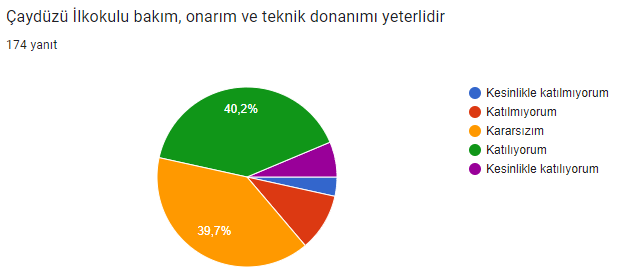 Çaydüzü İlkokulu bakım, onarım ve teknik donanımı yeterlidir
174 yanıt
Kesinlikle katılmıyorum
Katılmıyorum
Kararsızım
Katılıyorum
Kesinlikle katılıyorum
40,2%
39,7%